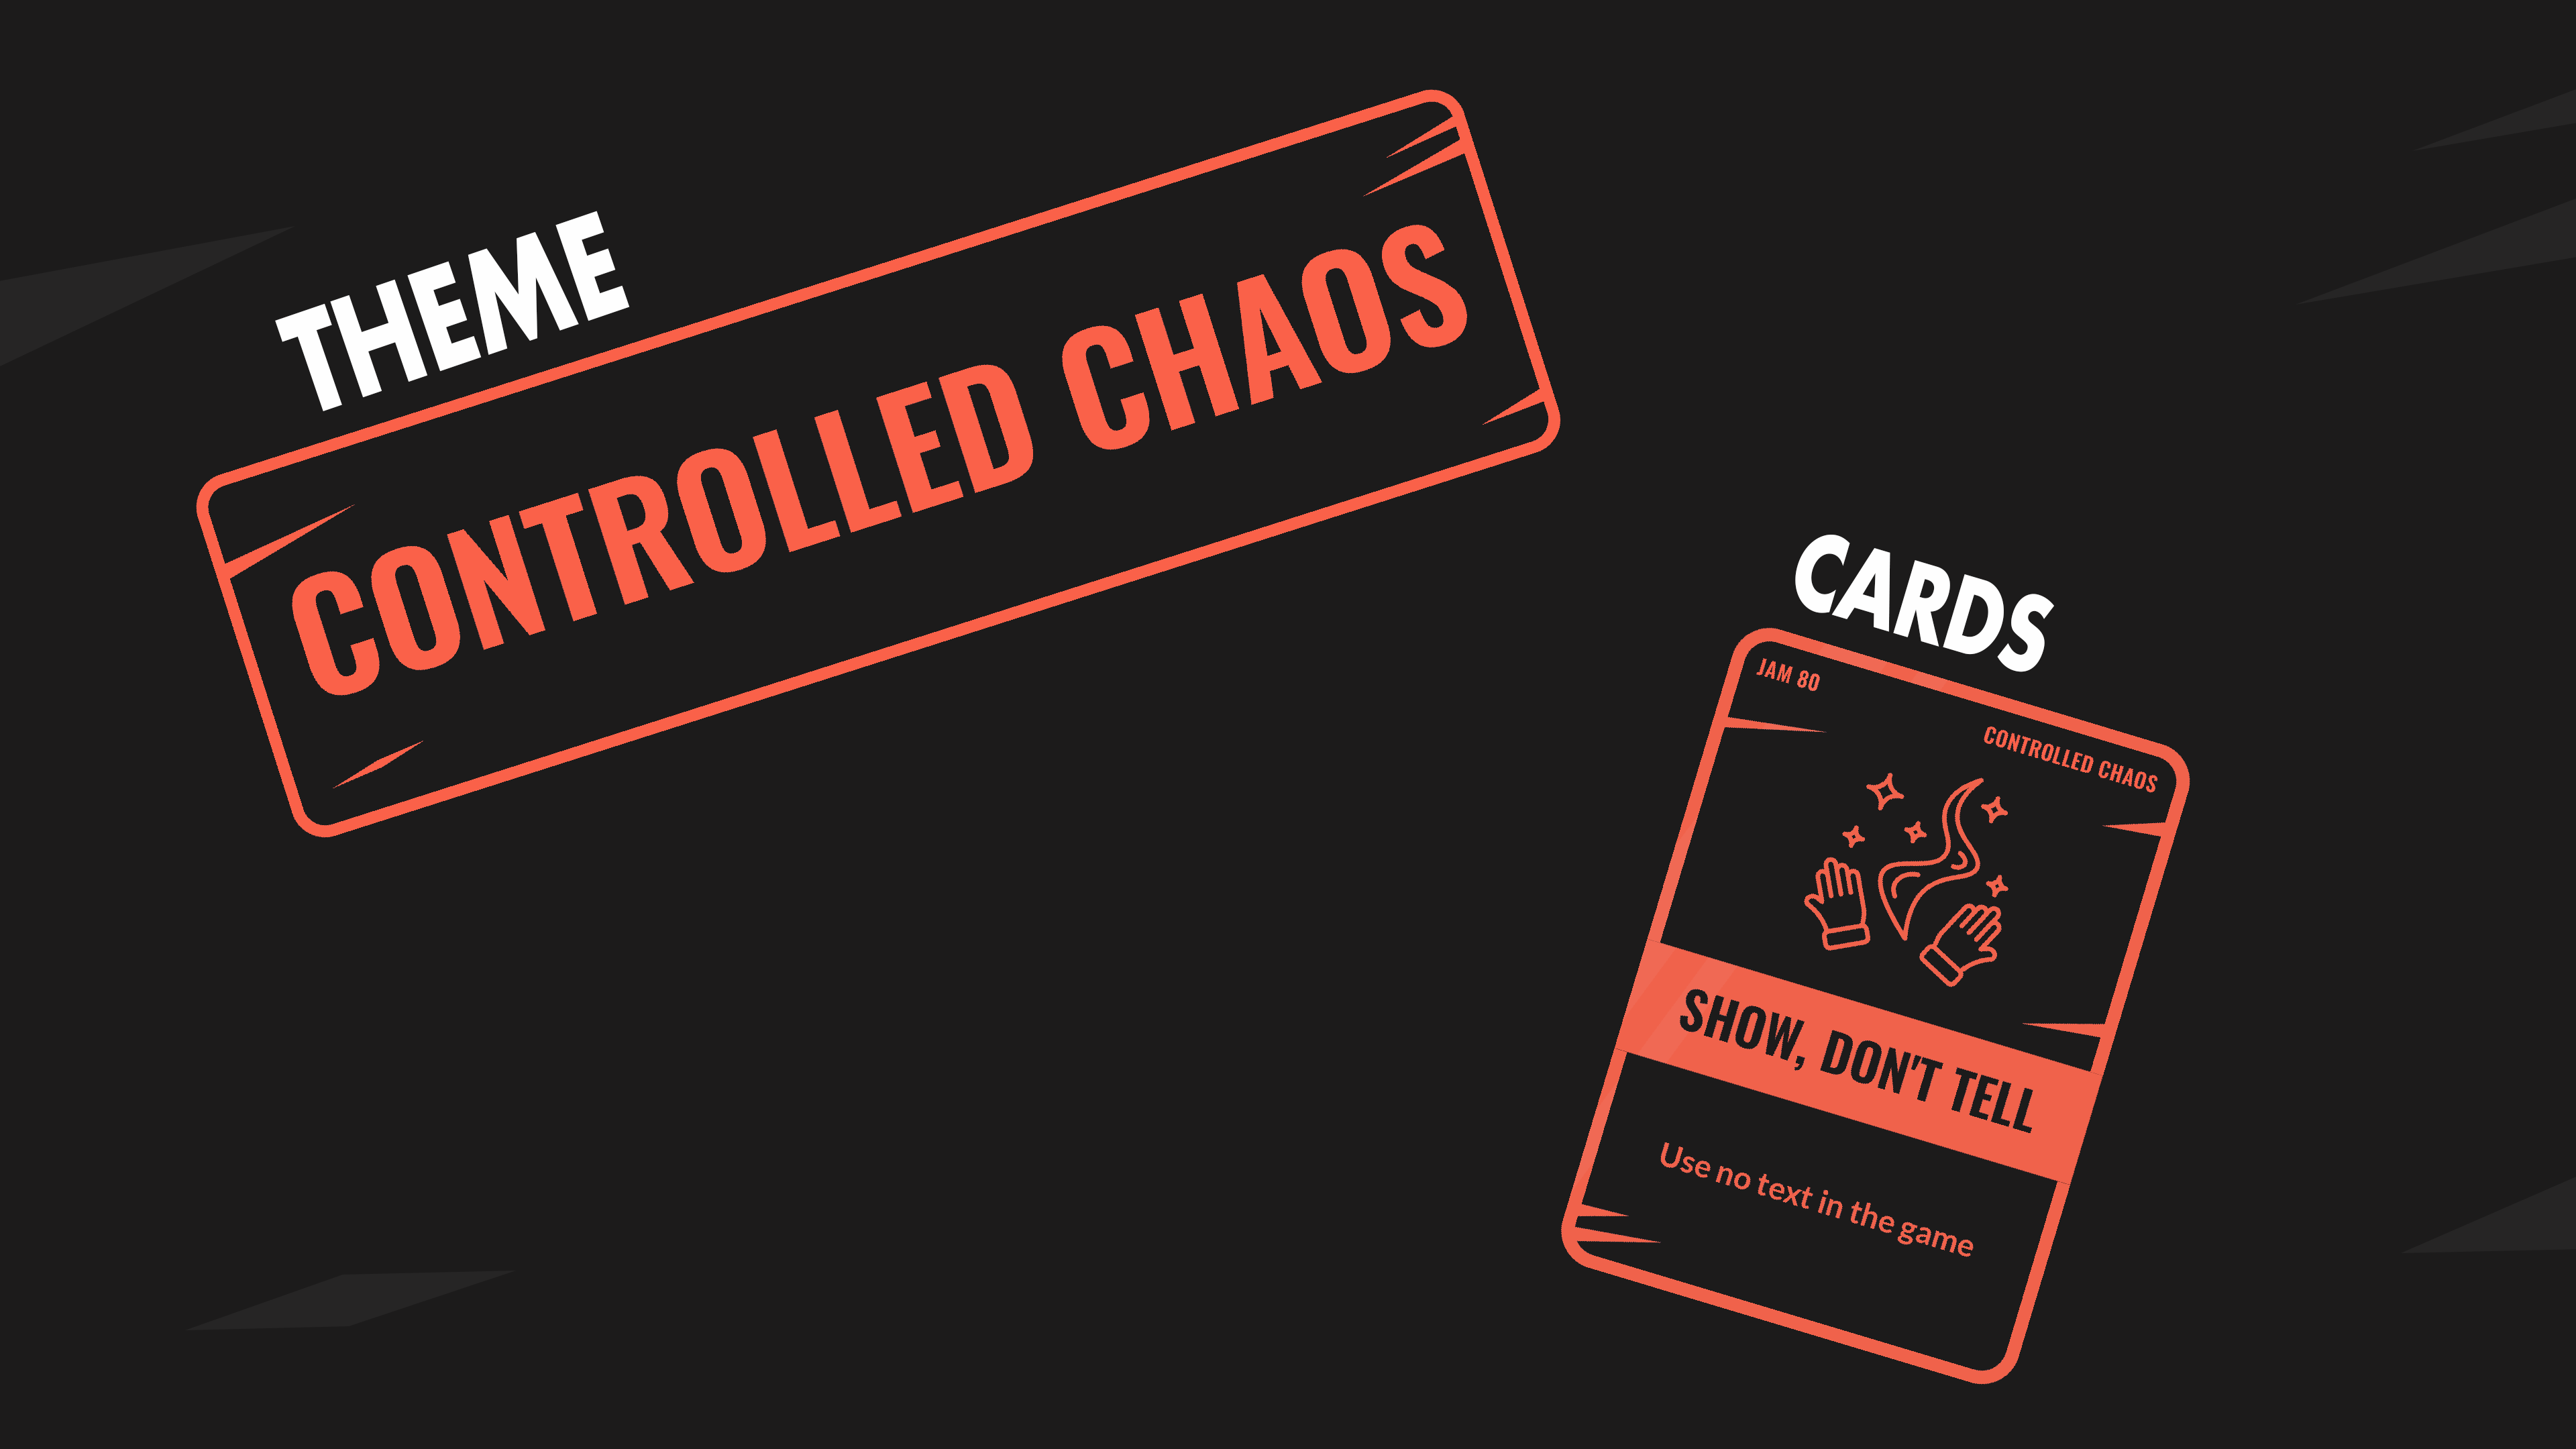 THEME
CONTROLLED CHAOS
CARDS
JAM 80
CONTROLLED CHAOS
SHOW, DON'T TELL
Use no text in the game